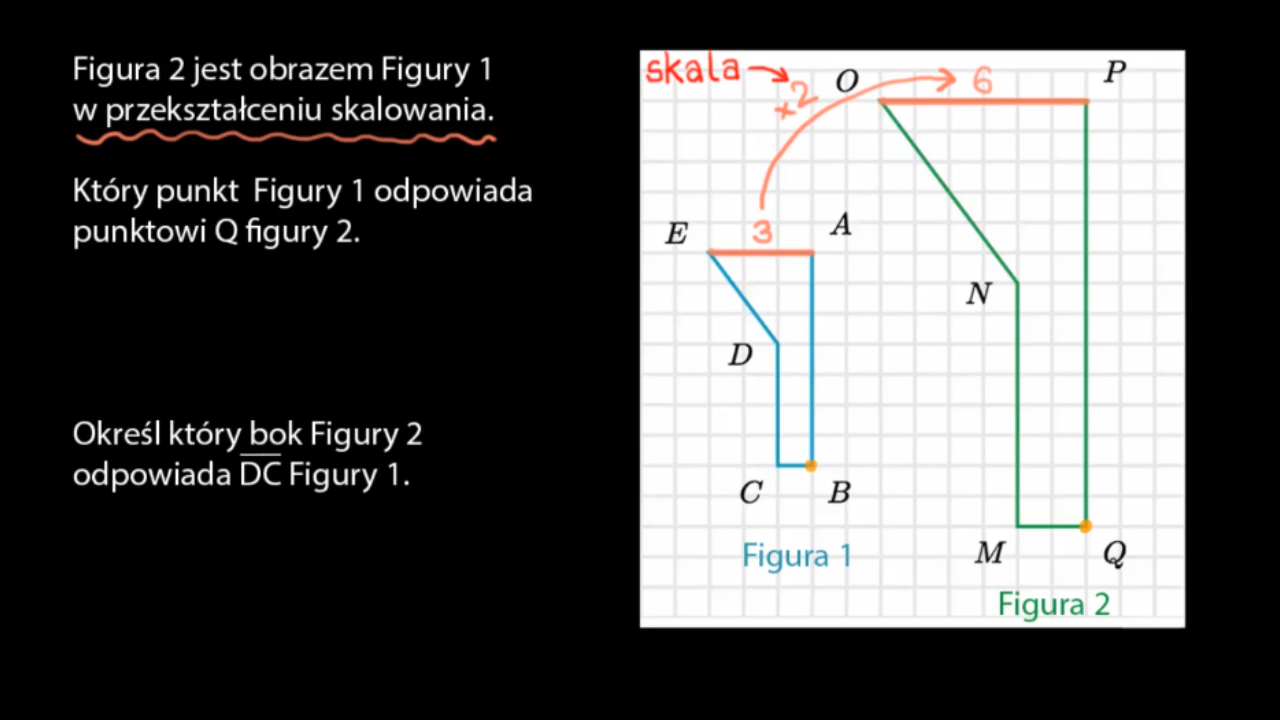 Figura 2 jest obrazem Figury 1
w przekształceniu skalowania.
Który punkt Figury 1 odpowiada
punktowi Q figury 2.
Określ który bok Figury 2
odpowiada DC Figury 1.
skala
×2
O
6
P
E
3
A
N
D
C
B
M
Q
Figura 1
Figura 2